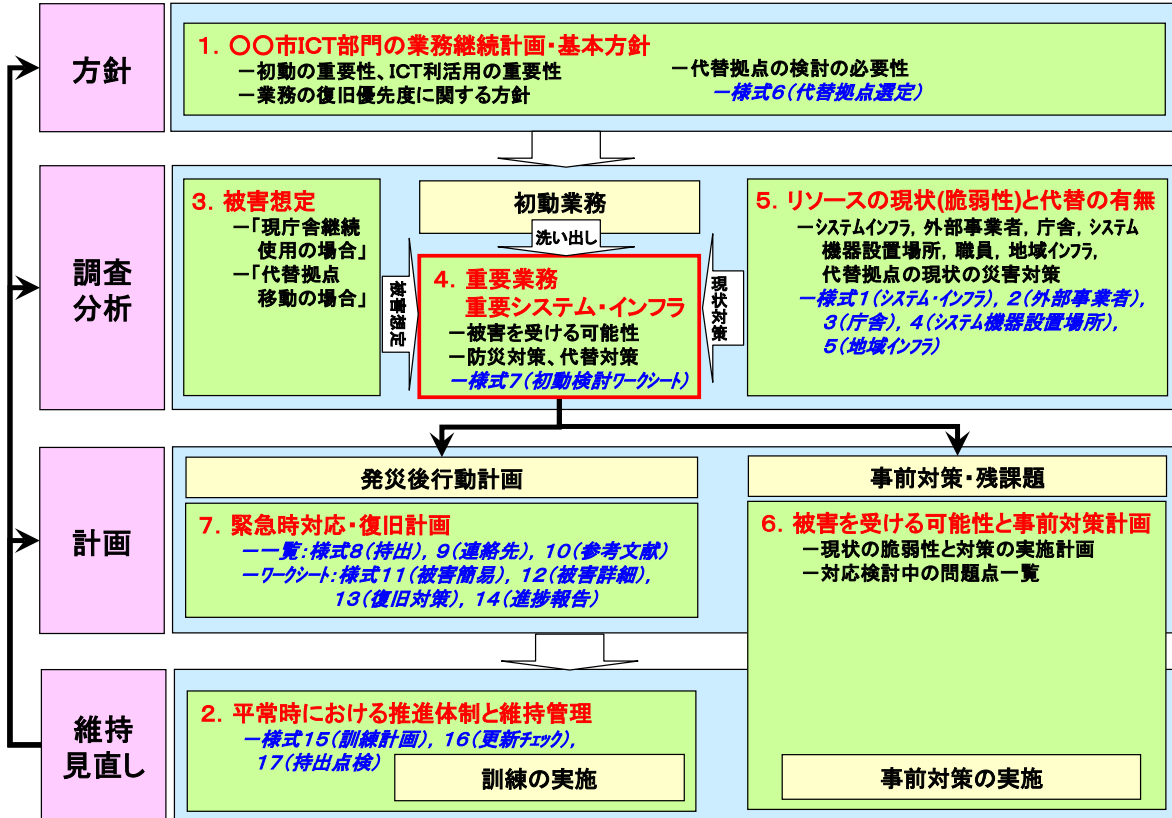 方針
1. 〇〇市ICT部門の業務継続計画・基本方針
－初動の重要性、ICT利活用の重要性
－業務の復旧優先度に関する方針
－代替拠点の検討の必要性
－様式6(代替拠点選定)
調査
分析
3. 被害想定
－「現庁舎継続
使用の場合」
－「代替拠点
移動の場合」
初動業務
洗い出し
被害想定
4. 重要業務
重要システム・インフラ
－被害を受ける可能性
－防災対策、代替対策
－様式7(初動検討ﾜｰｸｼｰﾄ)
現状対策
5. リソースの現状(脆弱性)と代替の有無
－ｼｽﾃﾑｲﾝﾌﾗ, 外部事業者, 庁舎, ｼｽﾃﾑ
機器設置場所, 職員, 地域ｲﾝﾌﾗ,
代替拠点の現状の災害対策
－様式1(ｼｽﾃﾑ･ｲﾝﾌﾗ), 2(外部事業者),
3(庁舎), 4(ｼｽﾃﾑ機器設置場所),
5(地域ｲﾝﾌﾗ)
計画
発災後行動計画
7. 緊急時対応・復旧計画
－一覧:様式8(持出), 9(連絡先), 10(参考文献)
－ﾜｰｸｼｰﾄ:様式11(被害簡易), 12(被害詳細),
13(復旧対策), 14(進捗報告)
事前対策・残課題
6. 被害を受ける可能性と事前対策計画
－現状の脆弱性と対策の実施計画
－対応検討中の問題点一覧
維持
見直し
2. 平常時における推進体制と維持管理
－様式15(訓練計画), 16(更新ﾁｪｯｸ),
17(持出点検)
訓練の実施
事前対策の実施